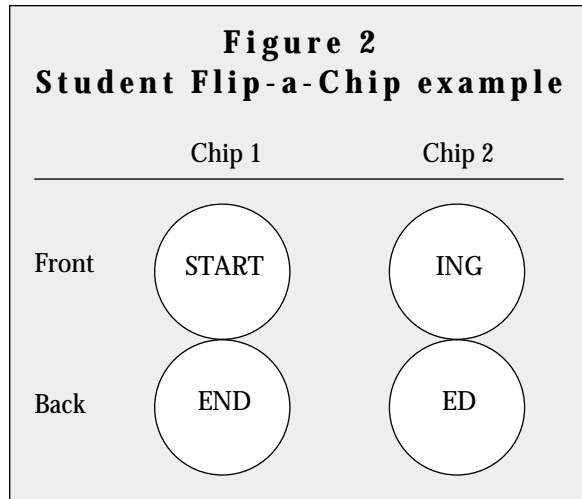 Figure 2
Student Flip-a-Chip example
Chip 1 Chip 2
Front START ING
Back END ED